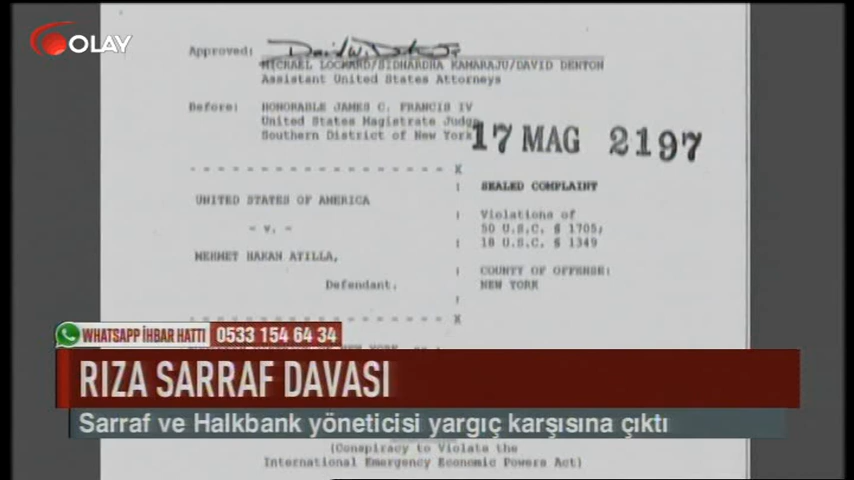 OLAY
Approved:
MICHAEL LOCKARD/SIDHARDHA KAMARAJU/DAVID DENTON
Assistant United States Attorneys
Before: HONORABLE JAMES C. FRANCIS IV
United States Magistrate Judge
Southern District of New York
17 MAG 2197
- - - - - - - - - - - - - - - - - - X
SEALED COMPLAINT
UNITED STATES OF AMERICA
Violations of
- v. -
50 U.S.C. § 1705;
18 U.S.C. § 1349
MEHMET HAKAN ATILLA,
COUNTY OF OFFENSE:
Defendant.
NEW YORK
- - - - - - - - - - - - - - - - - - X
WHATSAPP İHBAR HATTI 0533 154 64 34
RIZA SARRAF DAVASI
Sarraf ve Halkbank yöneticisi yargıç karşısına çıktı
(Conspiracy to Violate the
International Emergency Economic Powers Act)